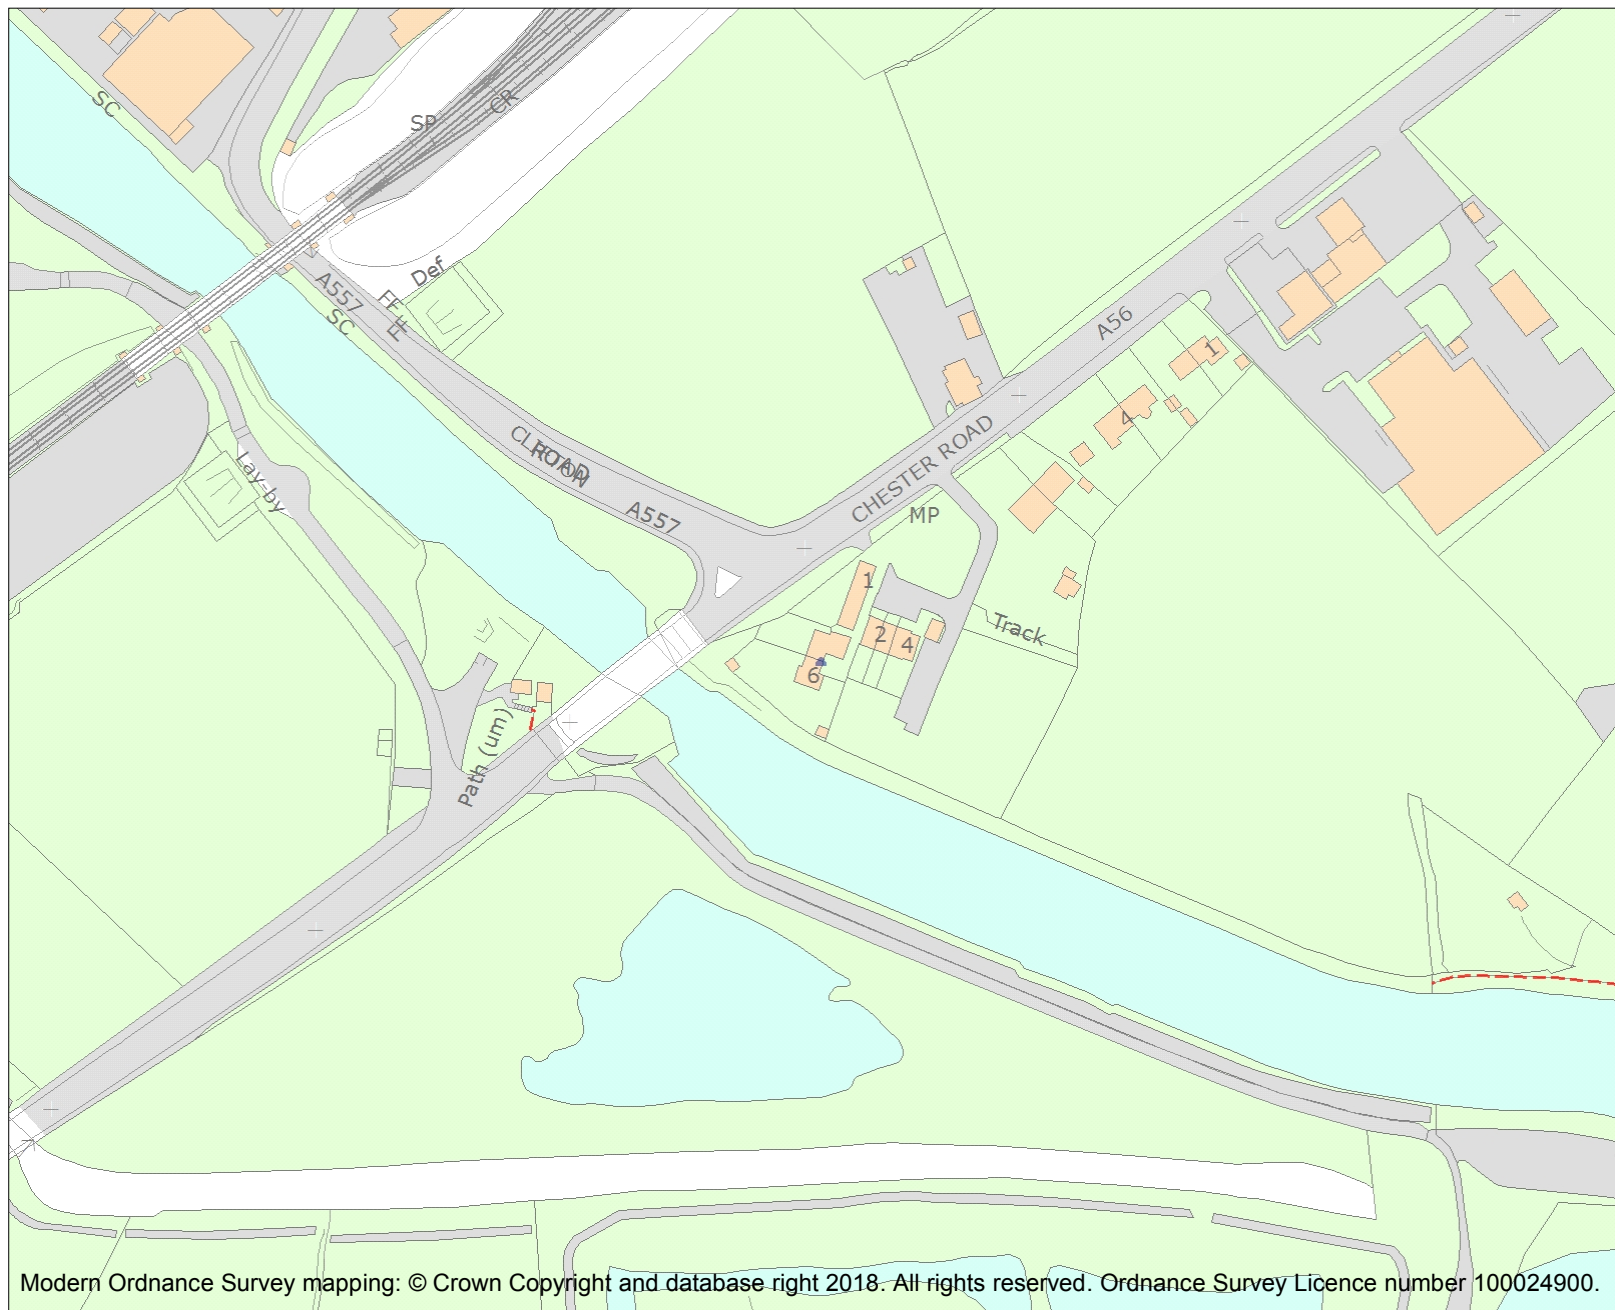 SC
SP
CR
Def
A557
FF
FF
SC
A56
1
4
CLIFTON
ROAD
CHESTER ROAD
Lay-by
A557
MP
1
Track
2
4
6
Path (um)
Modern Ordnance Survey mapping: © Crown Copyright and database right 2018. All rights reserved. Ordnance Survey Licence number 100024900.